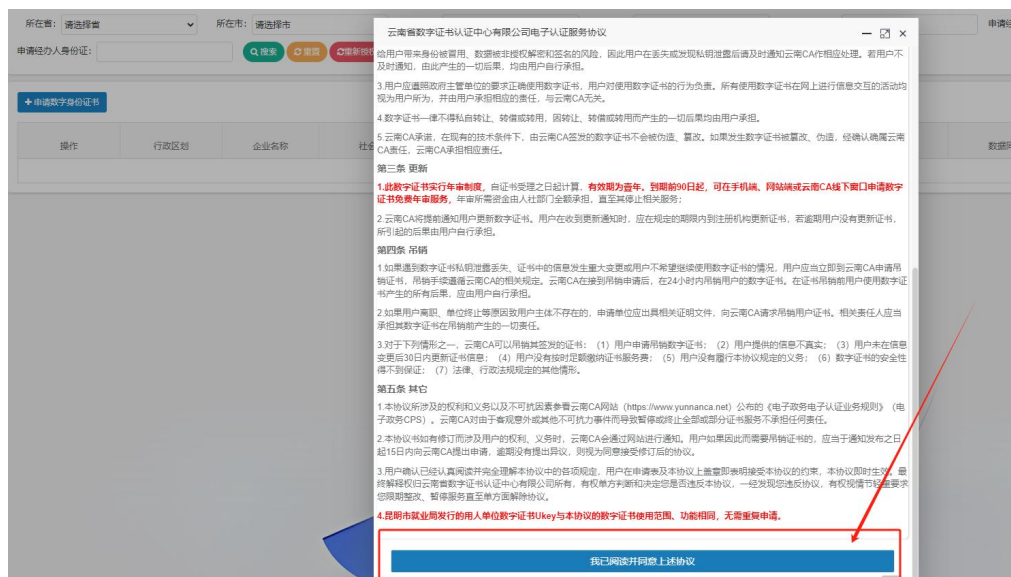 所在省： 请选择省
所在市： 请选择市
申请经
申请经办人身份证：
搜索
重置
重新授权
+申请数字身份证书
操作
行政区划
企业名称
社会
数据同
云南省数字证书认证中心有限公司电子认证服务协议
给用户带来身份被冒用、数据被非授权解密和签名的风险，因此用户在丢失或发现私钥泄露后请及时通知云南CA作相应处理。若用户不
及时通知，由此产生的一切后果，均由用户自行承担。
3.用户应遵照政府主管单位的要求正确使用数字证书，用户对使用数字证书的行为负责。所有使用数字证书在网上进行信息交互的活动均
视为用户所为，并由用户承担相应的责任，与云南CA无关。
4.数字证书一律不得私自转让、转借或转用，因转让、转借或转用而产生的一切后果均由用户承担。
5.云南CA承诺，在现有的技术条件下，由云南CA签发的数字证书不会被伪造、篡改。如果发生数字证书被篡改、伪造，经确认确属云南
CA责任，云南CA承担相应责任。
第三条 更新
1.此数字证书实行年审制度，自证书受理之日起计算，有效期为壹年。到期前90日起，可在手机端、网站端或云南CA线下窗口申请数字
证书免费年审服务，年审所需资金由人社部门全额承担，直至其停止相关服务；
2.云南CA将提前通知用户更新数字证书。用户在收到更新通知时，应在规定的期限内到注册机构更新证书，若逾期用户没有更新证书，
所引起的后果由用户自行承担。
第四条 吊销
1.如果遇到数字证书私钥泄露丢失、证书中的信息发生重大变更或用户不希望继续使用数字证书的情况，用户应当立即到云南CA申请吊
销证书，吊销手续遵循云南CA的相关规定。云南CA在接到吊销申请后，在24小时内吊销用户的数字证书。在证书吊销前用户使用数字证
书产生的所有后果，应由用户自行承担。
2.如果用户离职、单位终止等原因致用户主体不存在的，申请单位应出具相关证明文件，向云南CA请求吊销用户证书。相关责任人应当
承担其数字证书在吊销前产生的一切责任。
3.对于下列情形之一，云南CA可以吊销其签发的证书：（1）用户申请吊销数字证书；（2）用户提供的信息不真实；（3）用户未在信息
变更后30日内更新证书信息；（4）用户没有按时足额缴纳证书服务费；（5）用户没有履行本协议规定的义务；（6）数字证书的安全性
得不到保证；（7）法律、行政法规规定的其他情形。
第五条 其它
1.本协议所涉及的权利和义务以及不可抗因素参看云南CA网站（https://www.yunnanca.net）公布的《电子政务电子认证业务规则》（电
子政务CPS）。云南CA对由于客观意外或其他不可抗力事件而导致暂停或终止全部或部分证书服务不承担任何责任。
2.本协议书如有修订而涉及用户的权利、义务时，云南CA会通过网站进行通知。用户如果因此而需要吊销证书的，应当于通知发布之日
起15日内向云南CA提出申请，逾期没有提出异议，则视为同意接受修订后的协议。
3.用户确认已经认真阅读并完全理解本协议中的各项规定，用户在申请表及本协议上盖章即表明接受本协议的约束，本协议即时生效。最
终解释权归云南省数字证书认证中心有限公司所有，有权单方判断和决定您是否违反本协议，一经发现您违反协议，有权视情节轻重要求
您限期整改、暂停服务直至单方面解除协议。
4.昆明市就业局发行的用人单位数字证书Ukey与本协议的数字证书使用范围、功能相同，无需重复申请。
我已阅读并同意上述协议